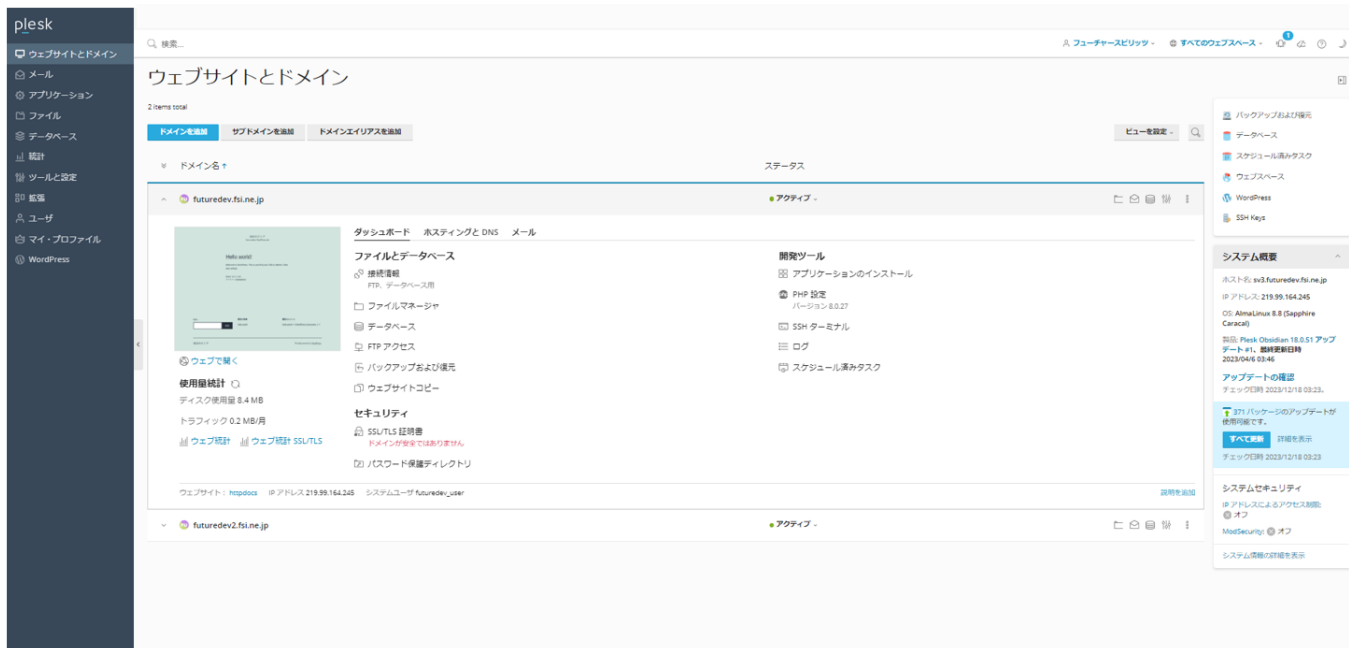 plesk
ウェブサイトとドメイン
メール
アプリケーション
ファイル
データベース
統計
ツールと設定
拡張
ユーザ
マイ・プロファイル
WordPress
検索...
フューチャースピリッツ
すべてのウェブスペース
1
ウェブサイトとドメイン
2 items total
ドメインを追加 サブドメインを追加 ドメインエイリアスを追加
ビューを設定
ドメイン名 ↑ ステータス
futuredev.fsi.ne.jp アクティブ
ダッシュボード ホスティングと DNS メール
Hello world!
ウェブで開く
使用量統計
ディスク使用量 8.4 MB
トラフィック 0.2 MB/月
ウェブ統計 ウェブ統計 SSL/TLS
ファイルとデータベース
接続情報
FTP、データベース用
ファイルマネージャ
データベース
FTP アクセス
バックアップおよび復元
ウェブサイトコピー
セキュリティ
SSL/TLS 証明書
ドメインが安全ではありません
パスワード保護ディレクトリ
開発ツール
アプリケーションのインストール
PHP 設定
バージョン 8.0.27
SSH ターミナル
ログ
スケジュール済みタスク
ウェブサイト: httpdocs IP アドレス 219.99.164.245 システムユーザ futuredev_user
説明を追加
futuredev2.fsi.ne.jp アクティブ
バックアップおよび復元
データベース
スケジュール済みタスク
ウェブスペース
WordPress
SSH Keys
システム概要
ホスト名: sv3.futuredev.fsi.ne.jp
IP アドレス: 219.99.164.245
OS: AlmaLinux 8.8 (Sapphire
Caracal)
製品: Plesk Obsidian 18.0.51 アップ
デート #1、最終更新日時
2023/04/6 03:46
アップデートの確認
チェック日時 2023/12/18 03:23。
371 パッケージのアップデートが
使用可能です。
すべて更新 詳細を表示
チェック日時 2023/12/18 03:23
システムセキュリティ
IP アドレスによるアクセス制限:
オフ
ModSecurity: オフ
システム情報の詳細を表示